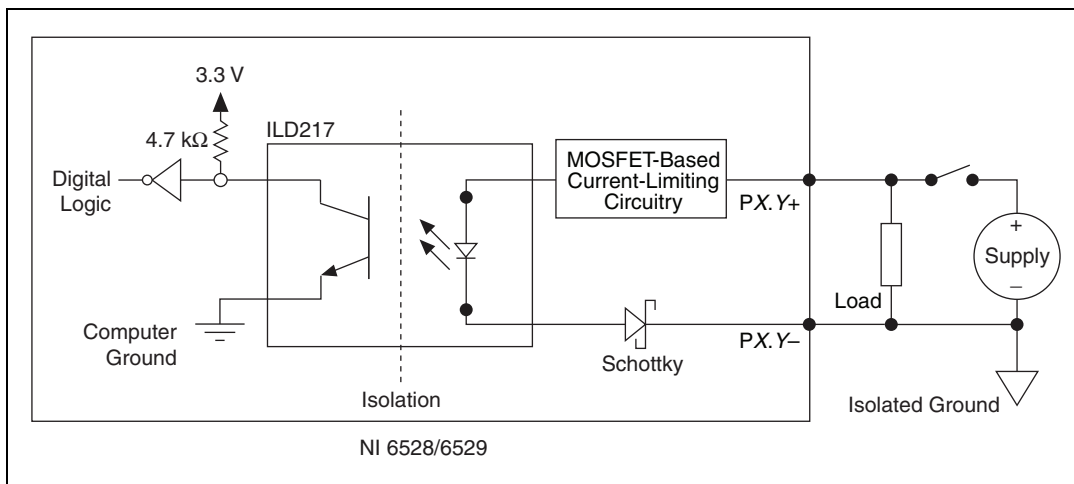 3.3 V
4.7 kΩ
ILD217
Digital
Logic
MOSFET-Based
Current-Limiting
Circuitry
PX.Y+
+
Supply
–
Load
Computer
Ground
PX.Y–
Schottky
Isolation
Isolated Ground
NI 6528/6529